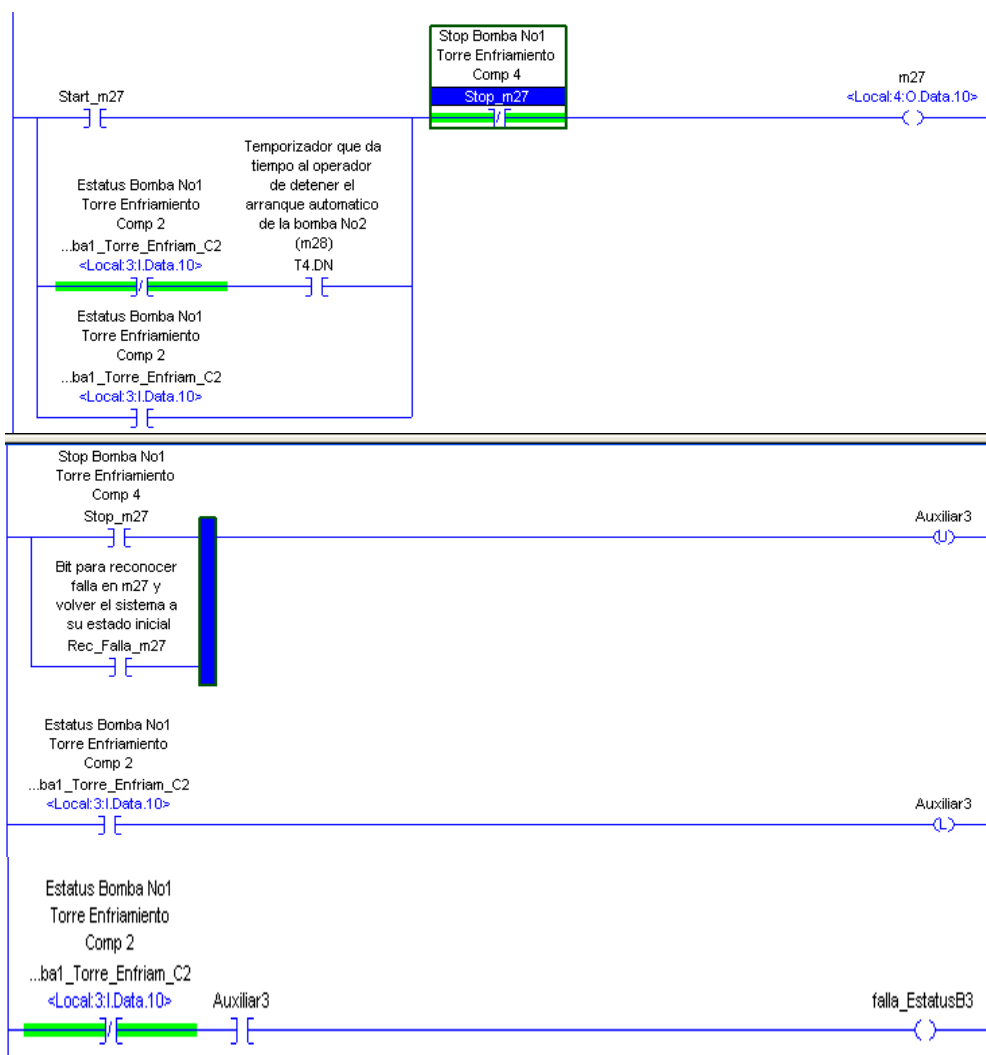 Stop Bomba No1
Torre Enfriamiento
Comp 4
Stop_m27
Start_m27
m27
<Local:4:O.Data.10>
Temporizador que da
tiempo al operador
de detener el
arranque automatico
de la bomba No2
(m28)
T4.DN
Estatus Bomba No1
Torre Enfriamiento
Comp 2
...ba1_Torre_Enfriam_C2
<Local:3:I.Data.10>
Estatus Bomba No1
Torre Enfriamiento
Comp 2
...ba1_Torre_Enfriam_C2
<Local:3:I.Data.10>
Stop Bomba No1
Torre Enfriamiento
Comp 4
Stop_m27
Auxiliar3
U
Bit para reconocer
falla en m27 y
volver el sistema a
su estado inicial
Rec_Falla_m27
Estatus Bomba No1
Torre Enfriamiento
Comp 2
...ba1_Torre_Enfriam_C2
<Local:3:I.Data.10>
Auxiliar3
L
Estatus Bomba No1
Torre Enfriamiento
Comp 2
...ba1_Torre_Enfriam_C2
<Local:3:I.Data.10>
Auxiliar3
falla_EstatusB3